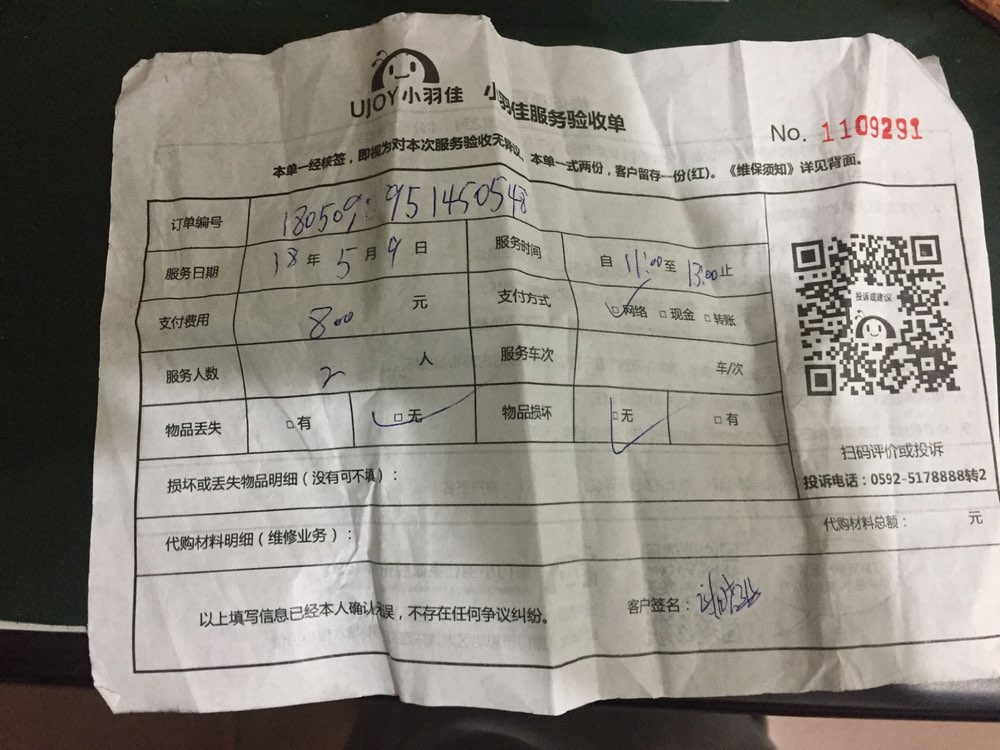 UJOY小羽佳 小羽佳服务验收单
No. 1109291
本单一经核签，即视为对本次服务验收无异议、本单一式两份，客户留存一份(红)。《维保须知》详见背面。
订单编号 180509:951450548
服务日期 18 年 5 月 9 日 服务时间 自 11:00 至 13:00 止
支付费用 800 元 支付方式 □网络 □现金 □转账
服务人数 2 人 服务车次 车/次
物品丢失 □有 □无 物品损坏 □无 □有
投诉或建议
扫码评价或投诉
投诉电话：0592-5178888转2
损坏或丢失物品明细（没有可不填）：
代购材料明细（维修业务）：
代购材料总额： 元
以上填写信息已经本人确认无误，不存在任何争议纠纷。
客户签名：